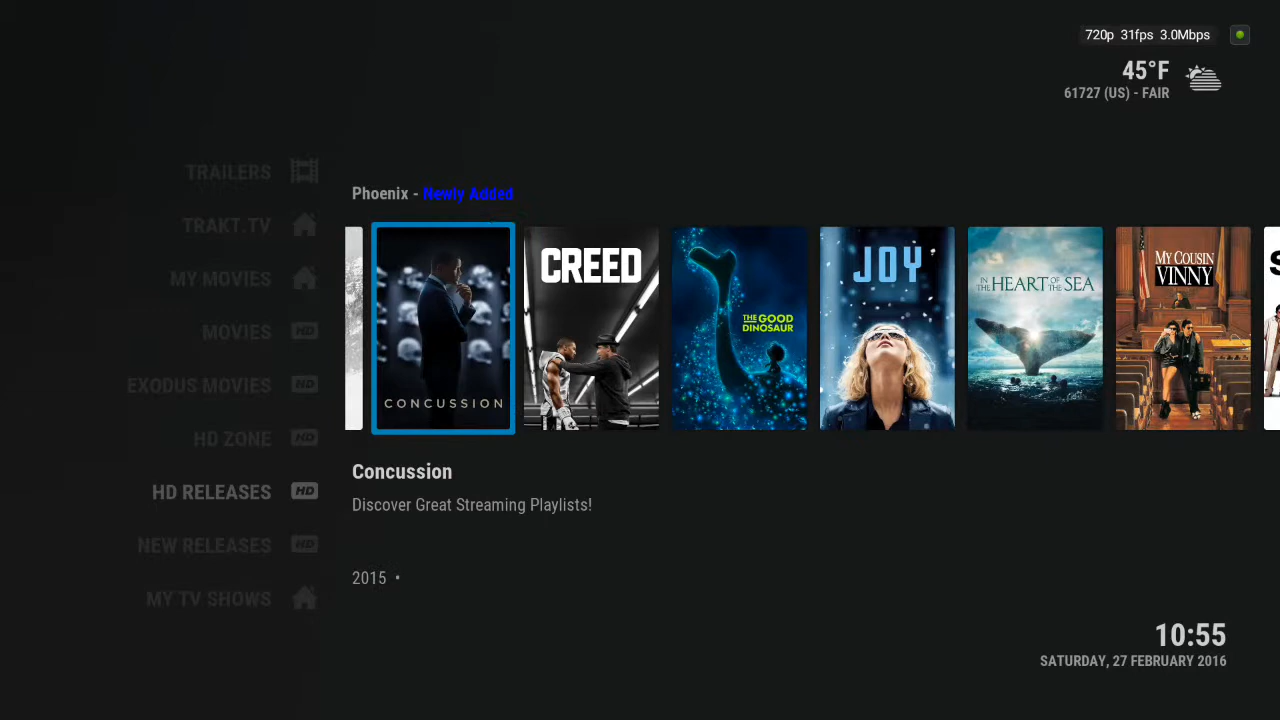 720p 31fps 3.0Mbps
45°F
61727 (US) - FAIR
TRAILERS
TRAKT.TV
MY MOVIES
MOVIES HD
EXODUS MOVIES HD
HD ZONE HD
HD RELEASES HD
NEW RELEASES HD
MY TV SHOWS
Phoenix - Newly Added
CONCUSSION
CREED
THE GOOD
DINOSAUR
JOY
IN THE HEART OF THE SEA
MY COUSIN
VINNY
S
Concussion
Discover Great Streaming Playlists!
2015 •
10:55
SATURDAY, 27 FEBRUARY 2016